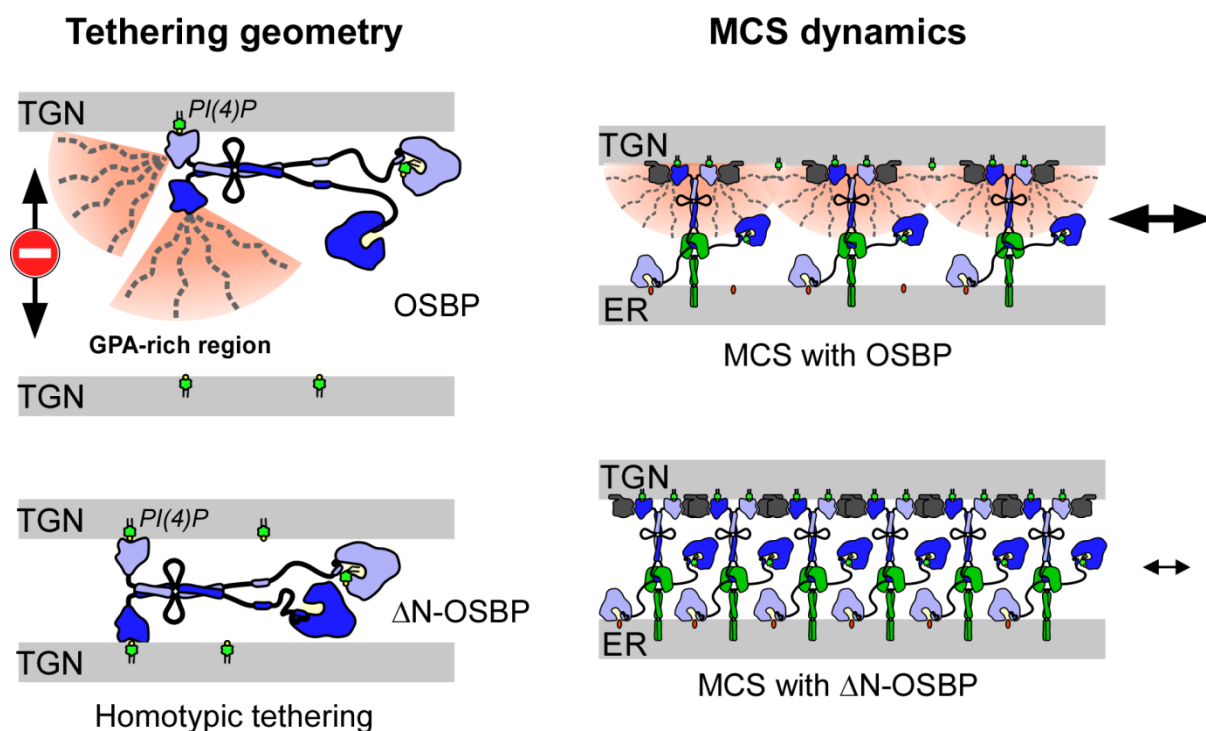 Tethering geometry
TGN
PI(4)P
OSBP
GPA-rich region
TGN
TGN
PI(4)P
ΔN-OSBP
TGN
Homotypic tethering
MCS dynamics
TGN
ER
MCS with OSBP
TGN
ER
MCS with ΔN-OSBP